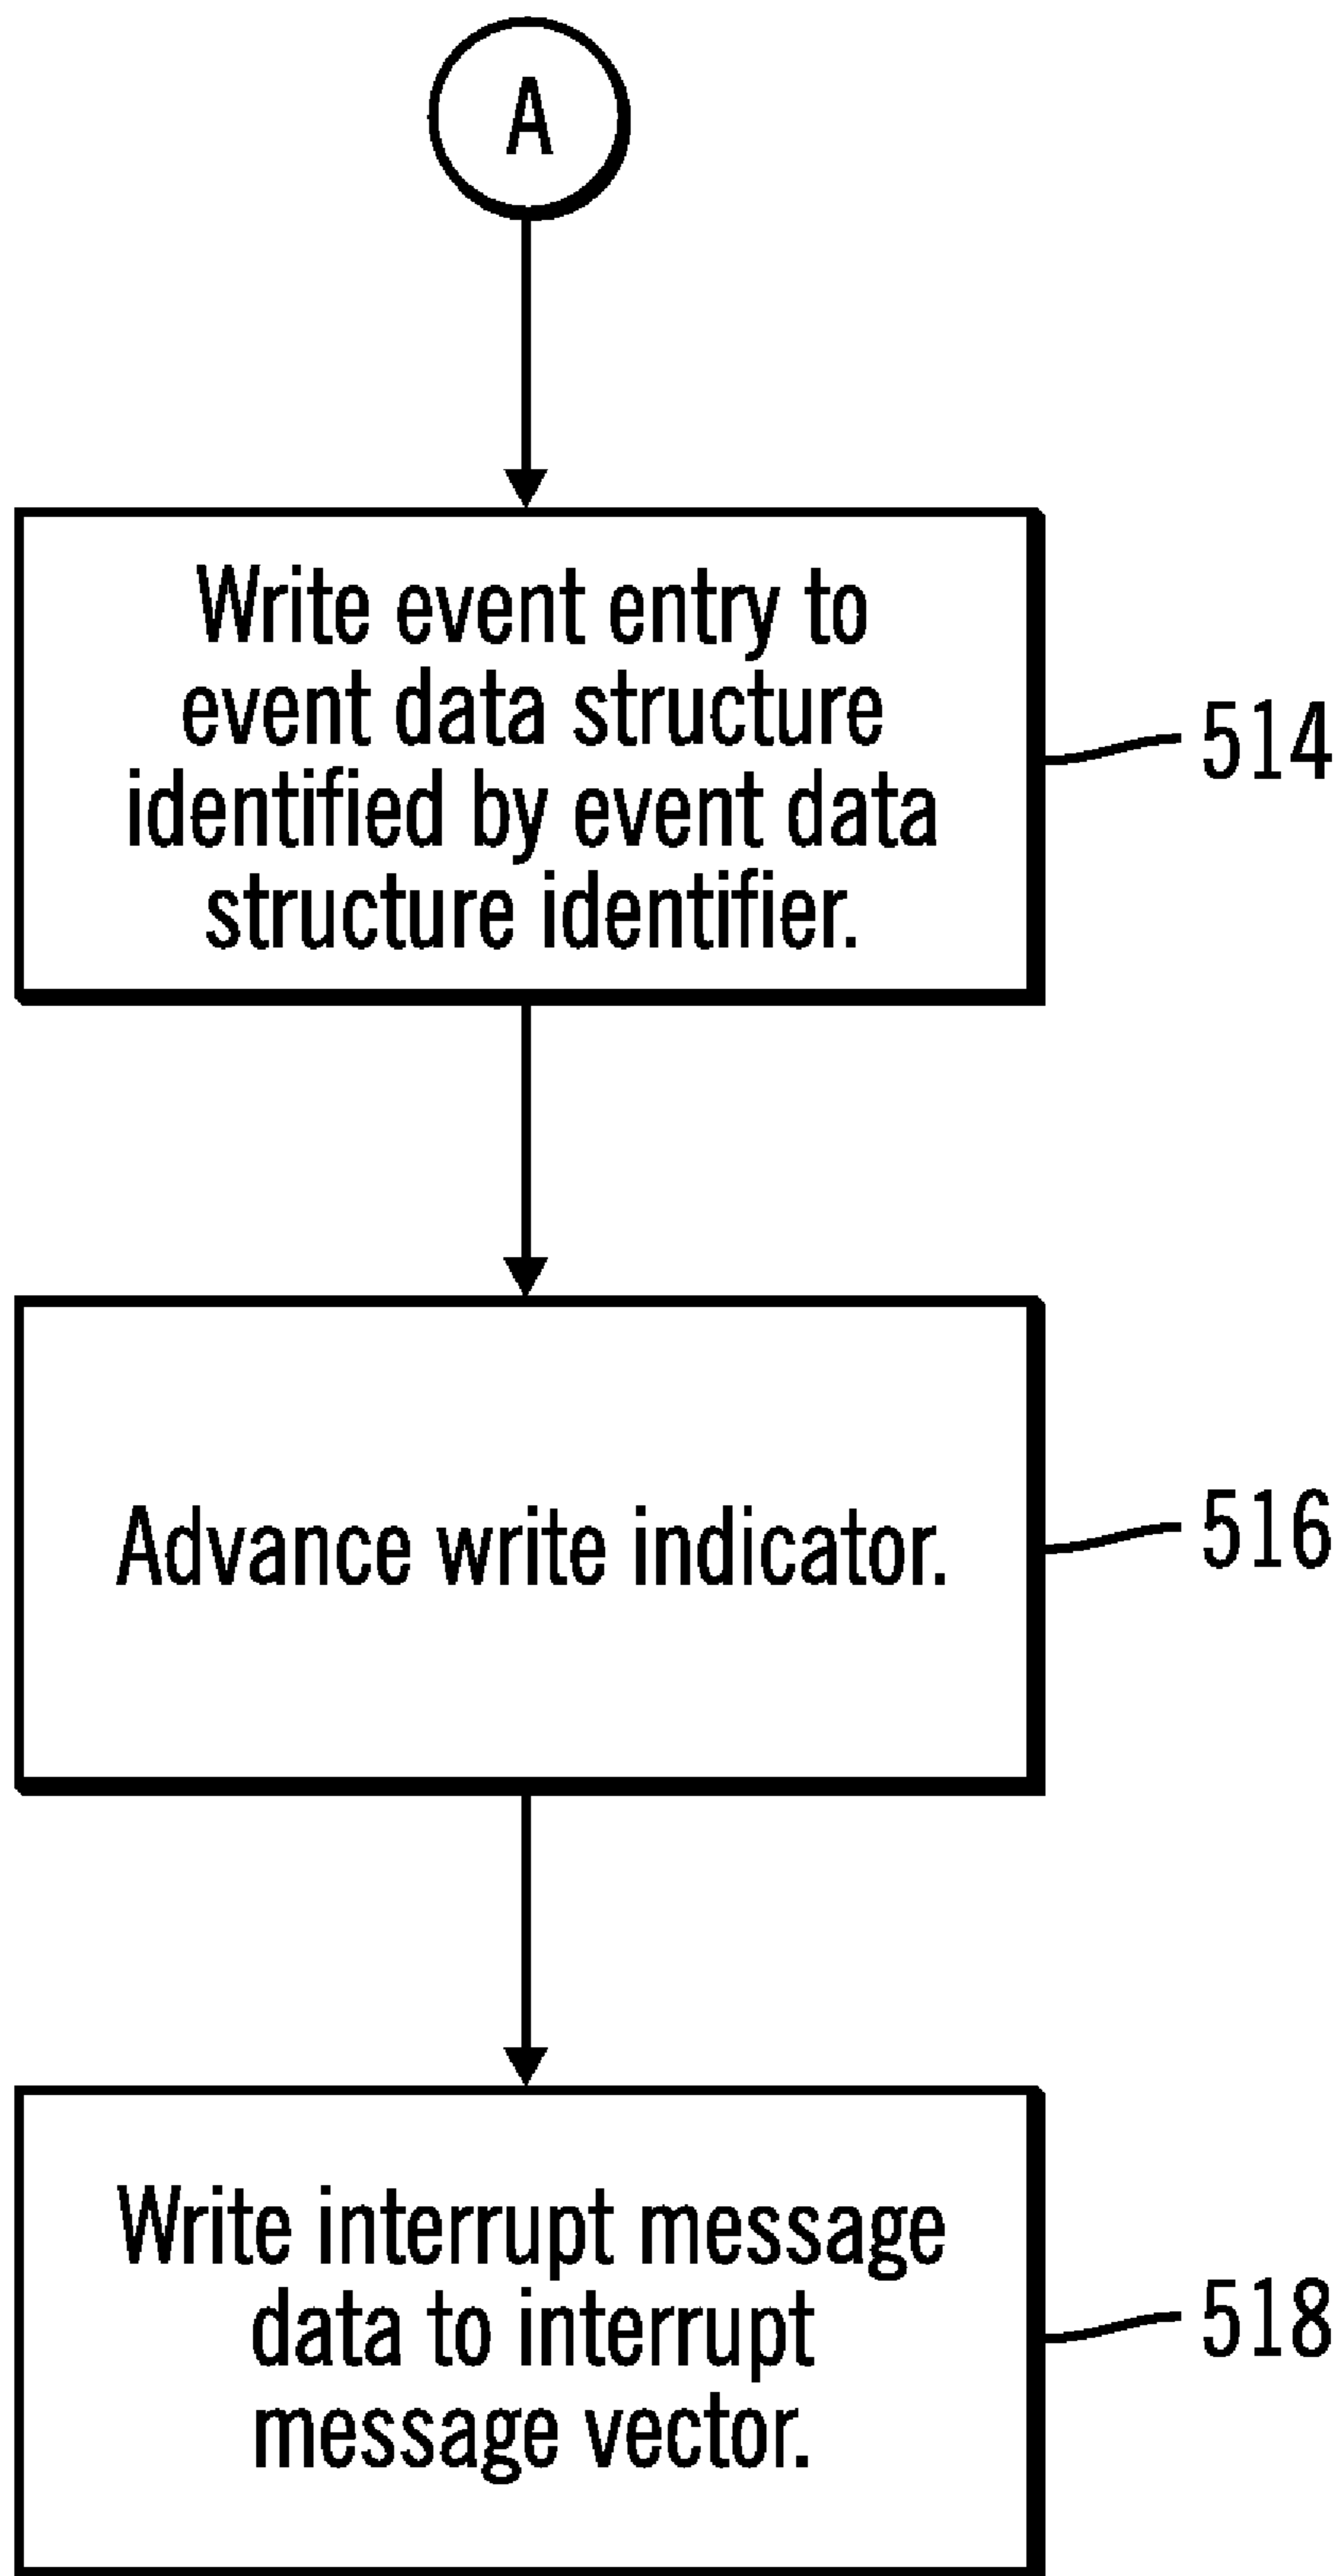 A
Write event entry to
event data structure
identified by event data
structure identifier.
514
Advance write indicator.
516
Write interrupt message
data to interrupt
message vector.
518